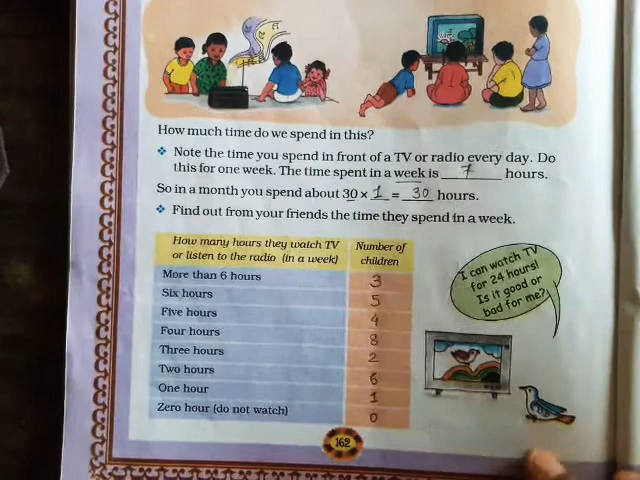 How much time do we spend in this?
❖ Note the time you spend in front of a TV or radio every day. Do
this for one week. The time spent in a week is 7 hours.
So in a month you spend about 30 × 1 = 30 hours.
❖ Find out from your friends the time they spend in a week.
How many hours they watch TV Number of
or listen to the radio (in a week) children
More than 6 hours 3
Six hours 5
Five hours 4
Four hours 8
Three hours 2
Two hours 6
One hour 1
Zero hour (do not watch) 0
I can watch TV
for 24 hours!
Is it good or
bad for me?
162